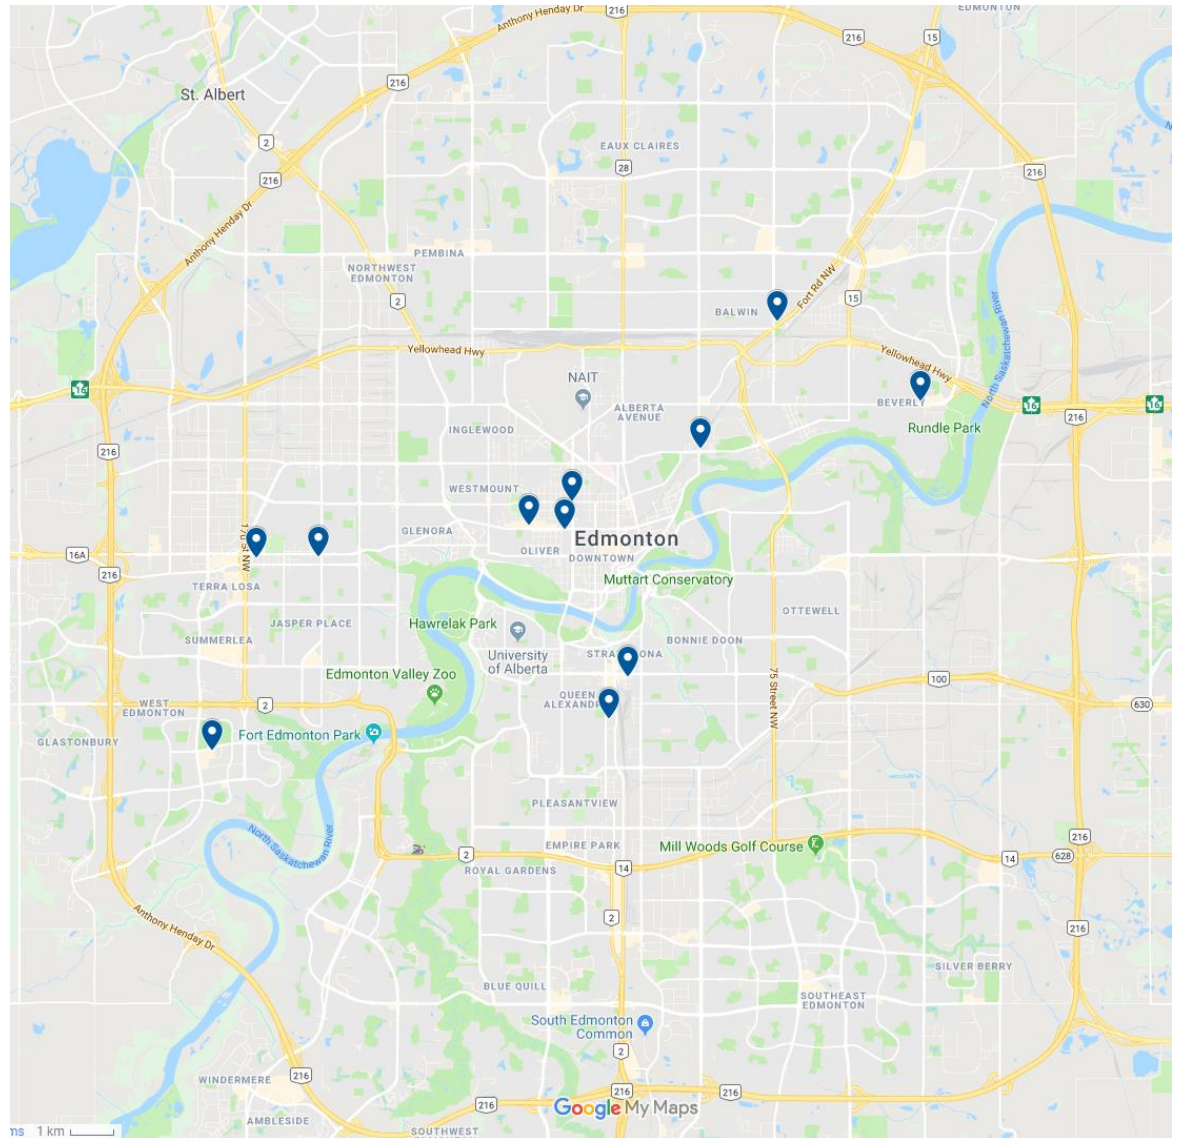 EDMONTON
Anthony Henday Dr
216
15
216
216
St. Albert
2
EAUX CLAIRES
28
216
216
Anthony Henday Dr
PEMBINA
NORTHWEST
EDMONTON
2
Fort Rd NW
15
BALWIN
North Saskatchewan River
Yellowhead Hwy
Yellowhead Hwy
NAIT
16
ALBERTA
AVENUE
BEVERLY
16
16
216
Rundle Park
INGLEWOOD
216
WESTMOUNT
GLENORA
Edmonton
OLIVER
DOWNTOWN
16A
216
TERRA LOSA
Muttart Conservatory
OTTEWELL
JASPER PLACE
Hawrelak Park
SUMMERLEA
BONNIE DOON
University
of Alberta
Edmonton Valley Zoo
75 Street NW
100
QUEEN
WEST
EDMONTON
2
630
GLASTONBURY
Fort Edmonton Park
PLEASANTVIEW
North Saskatchewan River
EMPIRE PARK
Mill Woods Golf Course
216
2
14
14
628
ROYAL GARDENS
Anthony Henday Dr
2
216
SILVER BERRY
BLUE QUILL
SOUTHEAST
EDMONTON
South Edmonton
Common
2
WINDERMERE
216
216
216
216
Google My Maps
AMBLESIDE
SOUTHWEST
1 km